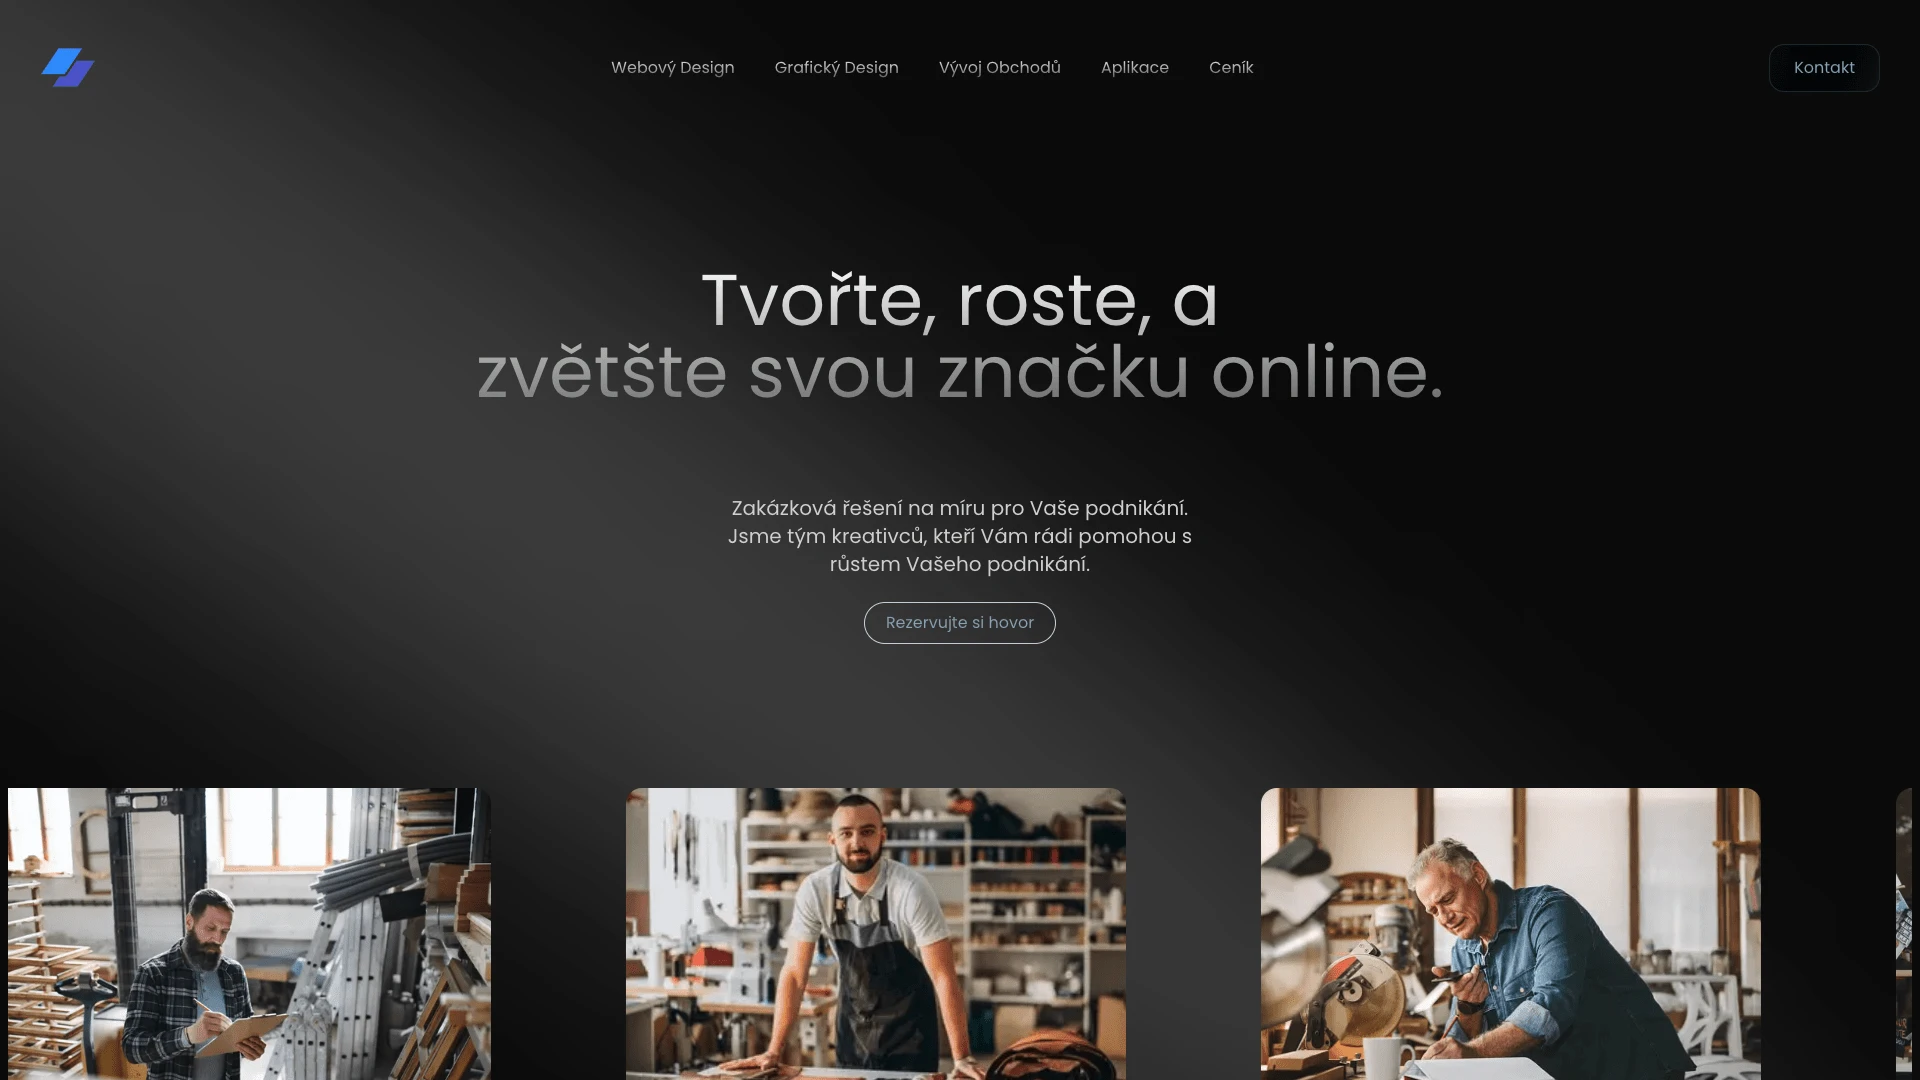 Webový Design
Grafický Design
Vývoj Obchodů
Aplikace
Ceník
Kontakt
Tvořte, roste, a
zvětšte svou značku online.
Zakázková řešení na míru pro Vaše podnikání.
Jsme tým kreativců, kteří Vám rádi pomohou s
růstem Vašeho podnikání.
Rezervujte si hovor